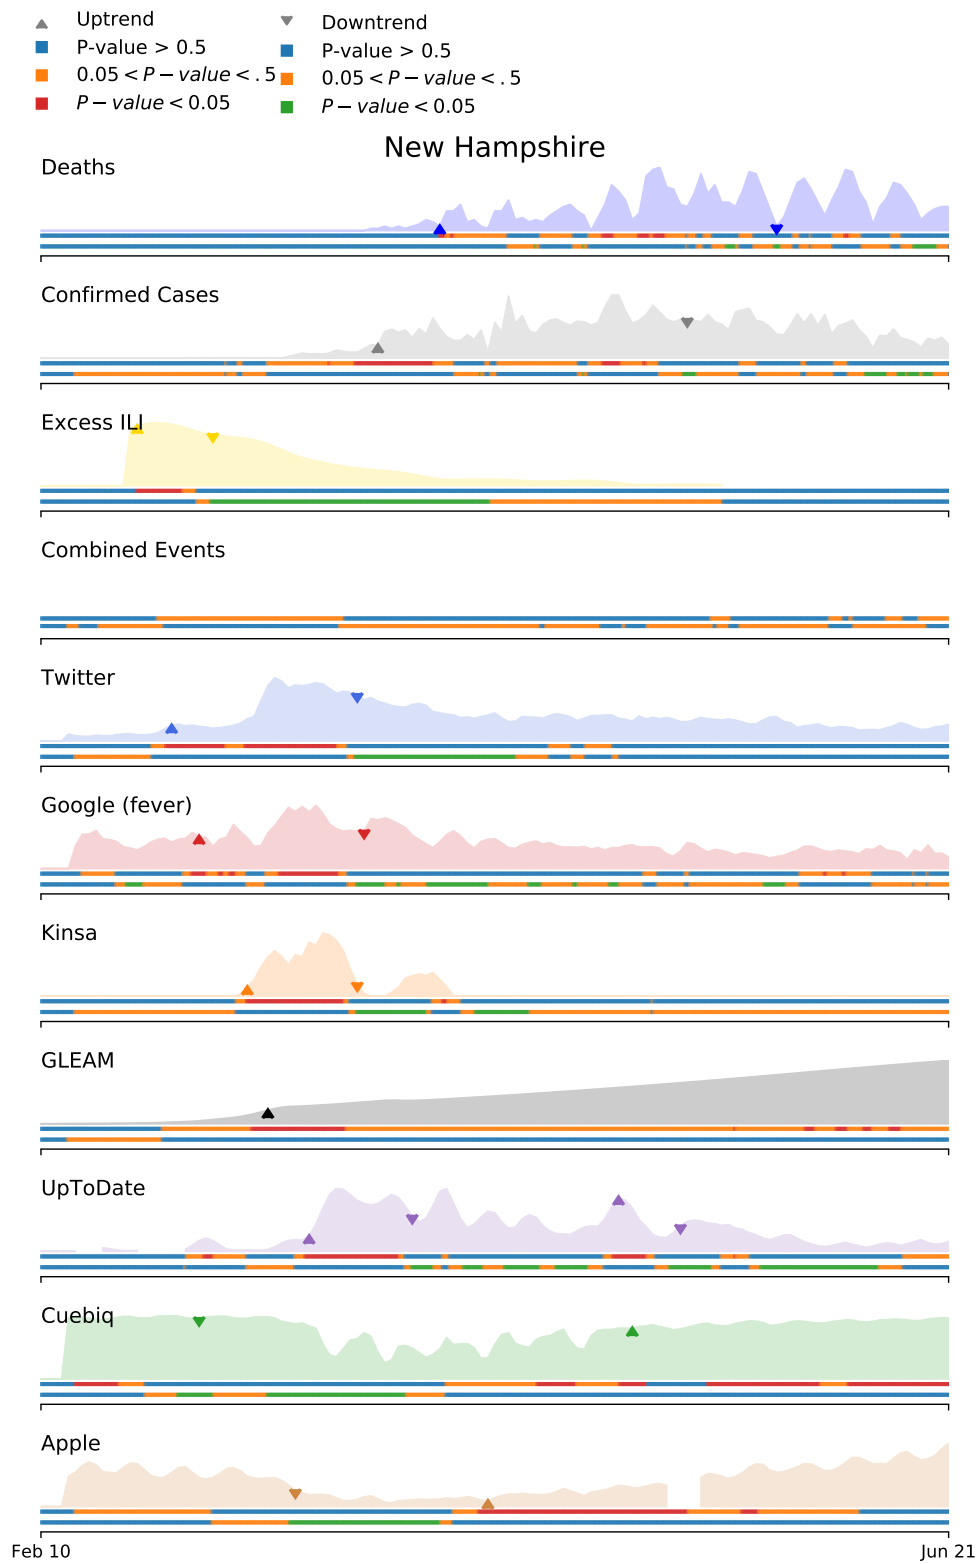 Uptrend
P-value > 0.5
0.05 < P − value < .5
P − value < 0.05
Downtrend
P-value > 0.5
0.05 < P − value < .5
P − value < 0.05
New Hampshire
Deaths
Confirmed Cases
Excess ILI
Combined Events
Twitter
Google (fever)
Kinsa
GLEAM
UpToDate
Cuebiq
Apple
Feb 10
Jun 21